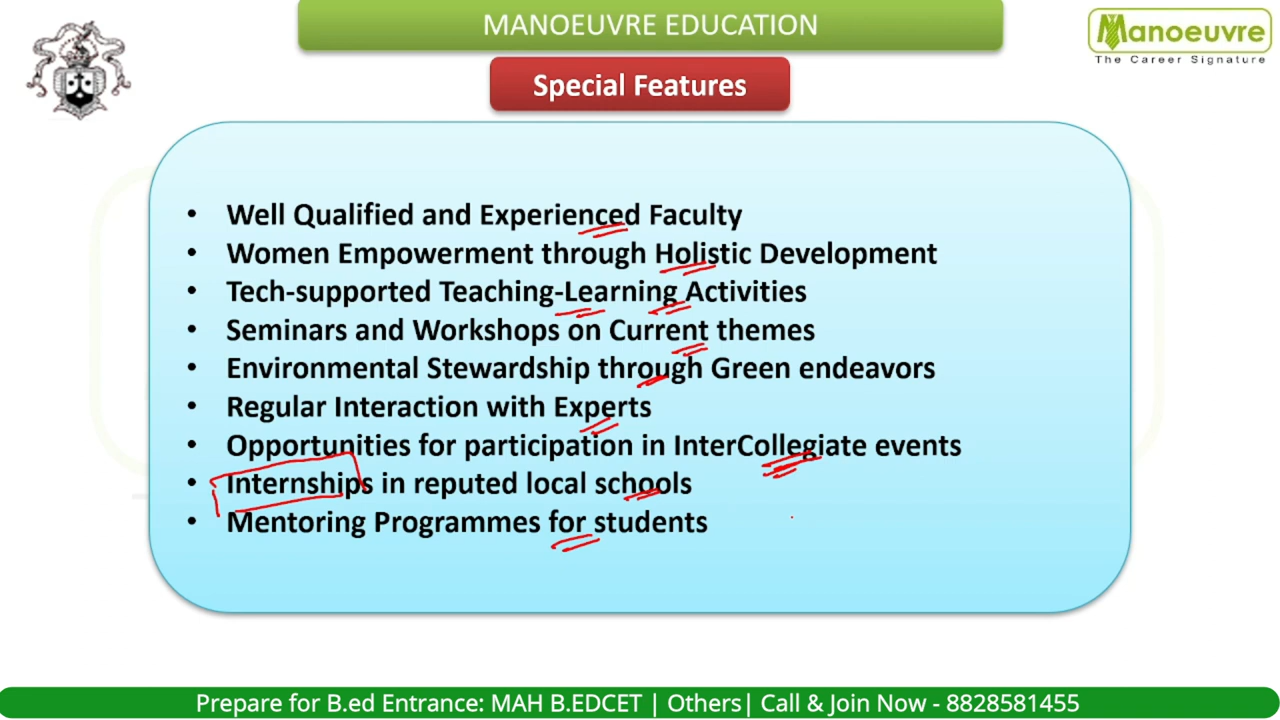 MANOEUVRE EDUCATION
Manoeuvre
The Career Signature
Special Features
• Well Qualified and Experienced Faculty
• Women Empowerment through Holistic Development
• Tech-supported Teaching-Learning Activities
• Seminars and Workshops on Current themes
• Environmental Stewardship through Green endeavors
• Regular Interaction with Experts
• Opportunities for participation in InterCollegiate events
• Internships in reputed local schools
• Mentoring Programmes for students
Prepare for B.ed Entrance: MAH B.EDCET | Others| Call & Join Now - 8828581455